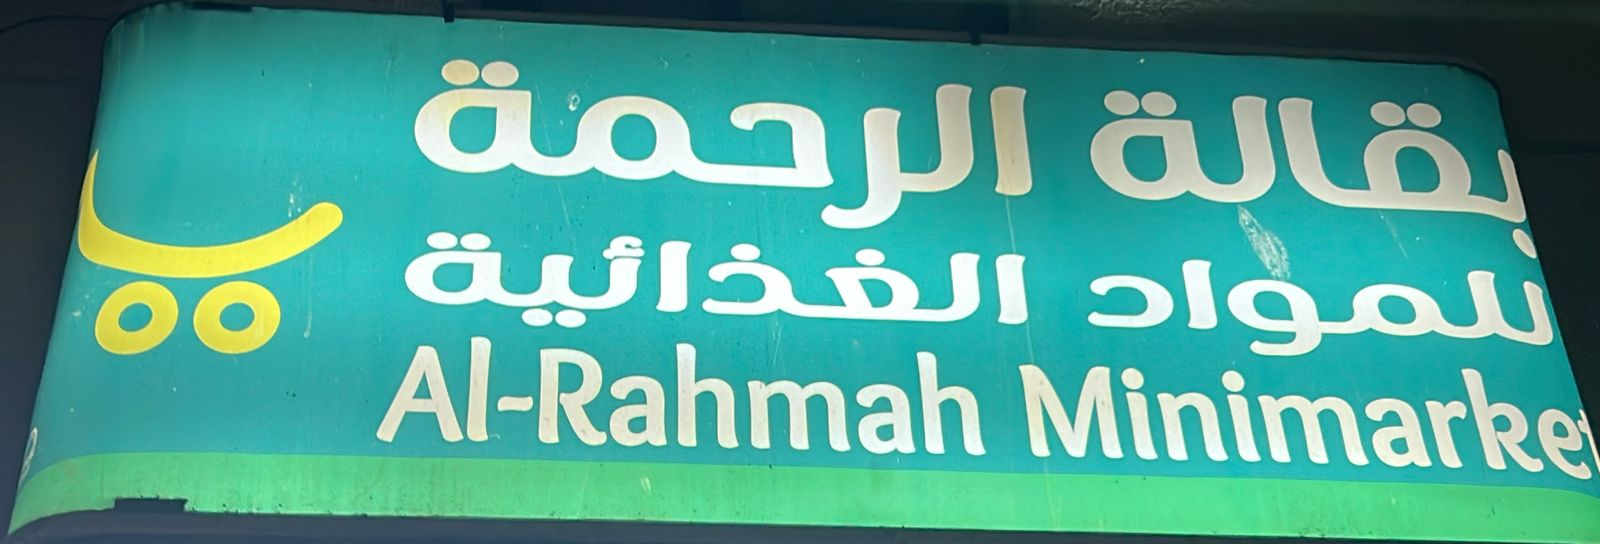 بقالة الرحمة
للمواد الغذائية
Al-Rahmah Minimarket